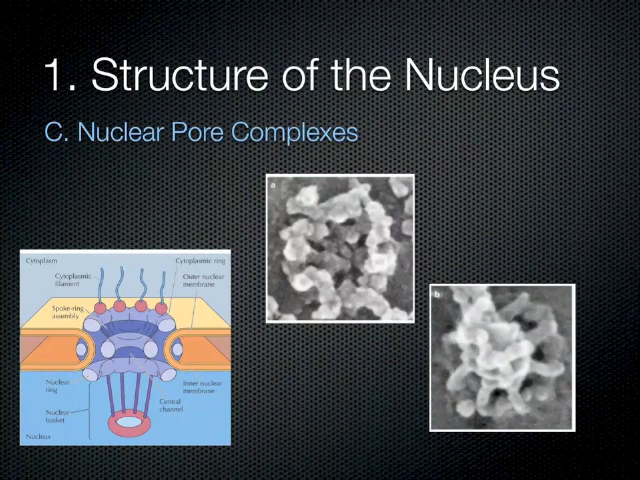 1. Structure of the Nucleus
C. Nuclear Pore Complexes
a
b
Cytoplasm
Cytoplasmic ring
Cytoplasmic
filament
Outer nuclear
membrane
Spoke-ring
assembly
Nuclear
ring
Inner nuclear
membrane
Central
channel
Nuclear
basket
Nucleus